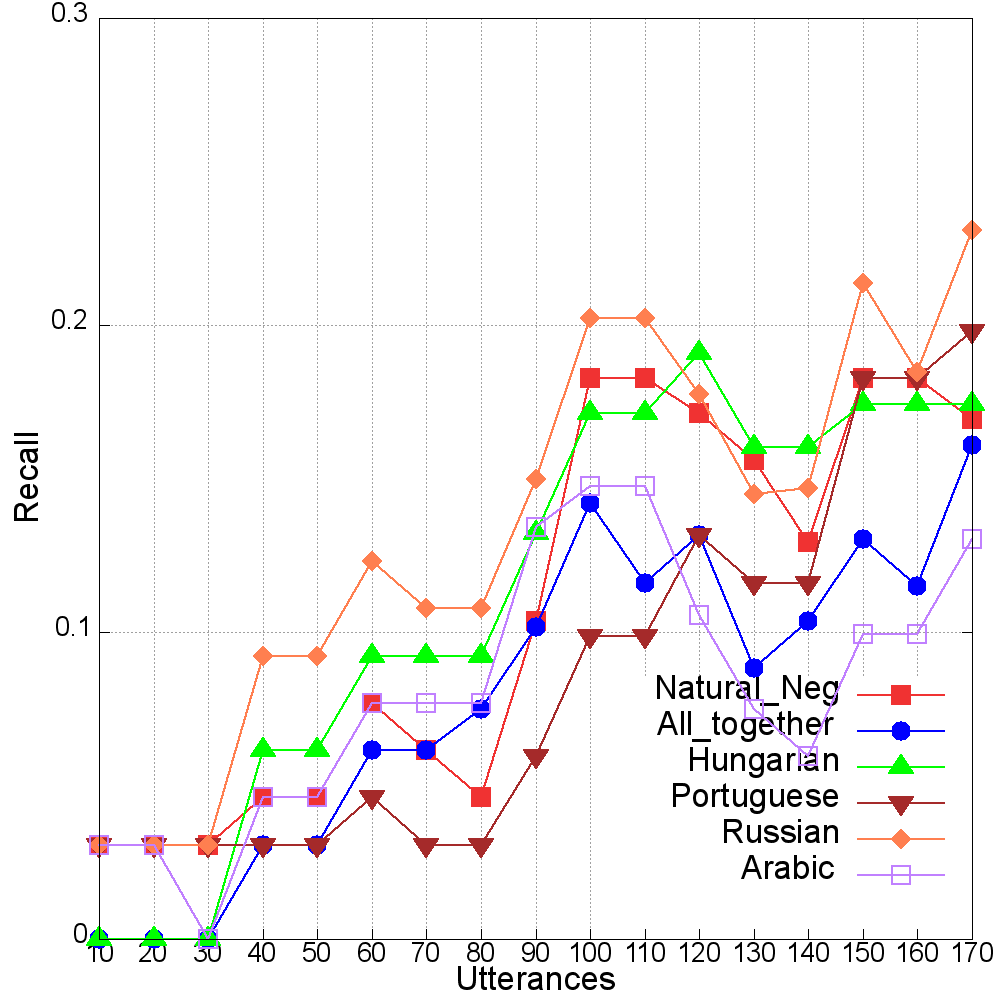 0.3
0.2
0.1
0
Recall
Natural_Neg
All_together
Hungarian
Portuguese
Russian
Arabic
10 20 30 40 50 60 70 80 90 100 110 120 130 140 150 160 170
Utterances